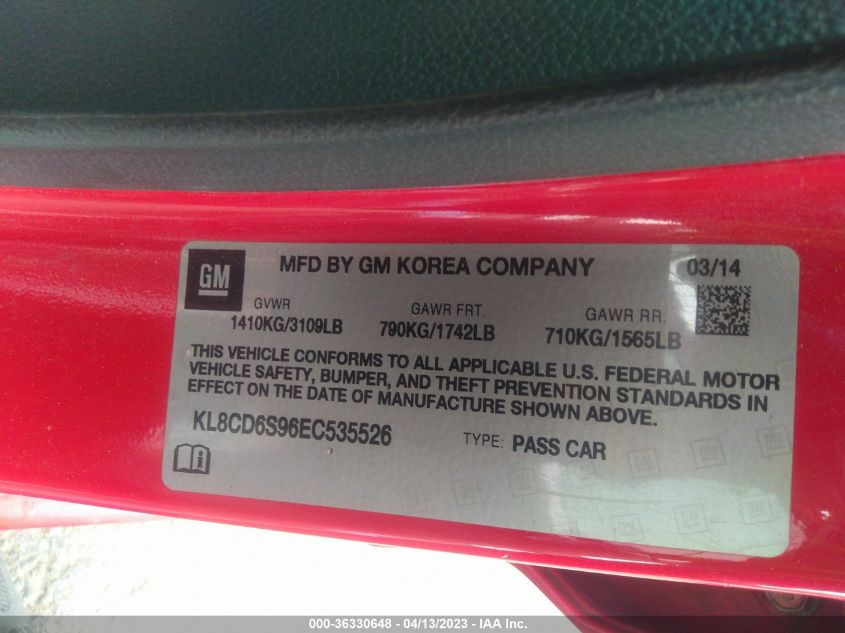 GM
MFD BY GM KOREA COMPANY 03/14
GVWR GAWR FRT. GAWR RR.
1410KG/3109LB 790KG/1742LB 710KG/1565LB
THIS VEHICLE CONFORMS TO ALL APPLICABLE U.S. FEDERAL MOTOR
VEHICLE SAFETY, BUMPER, AND THEFT PREVENTION STANDARDS IN
EFFECT ON THE DATE OF MANUFACTURE SHOWN ABOVE.
KL8CD6S96EC535526 TYPE: PASS CAR
000-36330648 - 04/13/2023 - IAA Inc.